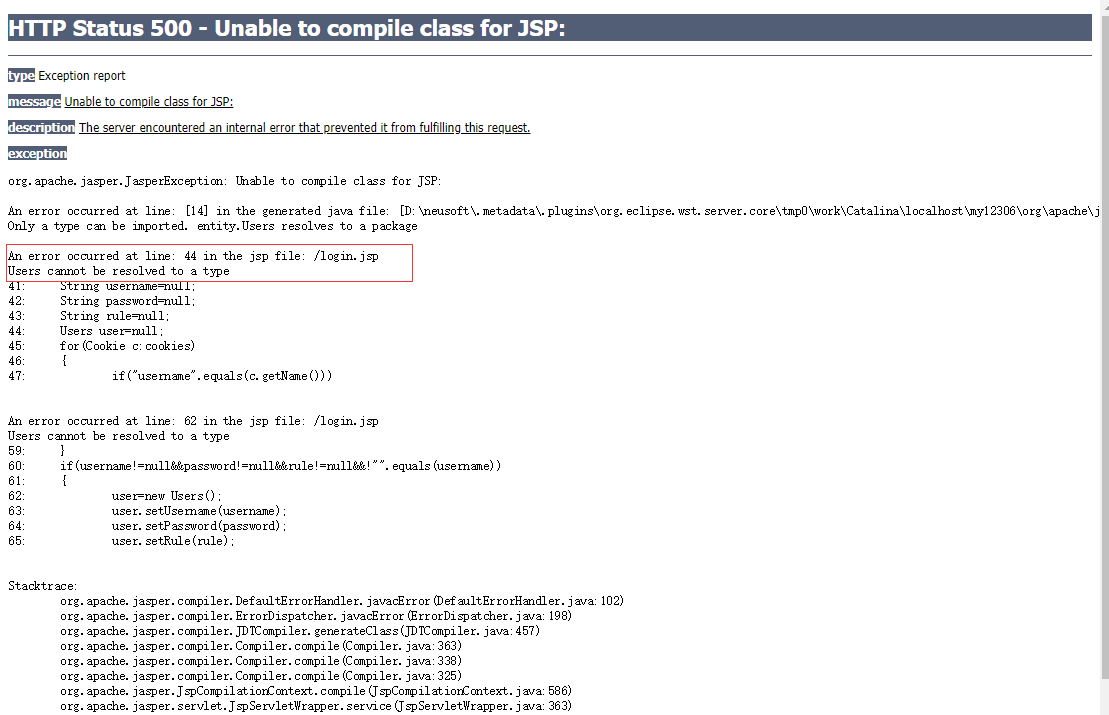 HTTP Status 500 - Unable to compile class for JSP:
type Exception report
message Unable to compile class for JSP:
description The server encountered an internal error that prevented it from fulfilling this request.
exception
org.apache.jasper.JasperException: Unable to compile class for JSP:
An error occurred at line: [14] in the generated java file: [D:\neusoft\.metadata\.plugins\org.eclipse.wst.server.core\tmp0\work\Catalina\localhost\my12306\org\apache\j
Only a type can be imported. entity.Users resolves to a package
An error occurred at line: 44 in the jsp file: /login.jsp
Users cannot be resolved to a type
41: String username=null;
42: String password=null;
43: String rule=null;
44: Users user=null;
45: for(Cookie c:cookies)
46: {
47: if("username".equals(c.getName()))
An error occurred at line: 62 in the jsp file: /login.jsp
Users cannot be resolved to a type
59: }
60: if(username!=null&&password!=null&&rule!=null&&!"".equals(username))
61: {
62: user=new Users();
63: user.setUsername(username);
64: user.setPassword(password);
65: user.setRule(rule);
Stacktrace:
org.apache.jasper.compiler.DefaultErrorHandler.javacError(DefaultErrorHandler.java:102)
org.apache.jasper.compiler.ErrorDispatcher.javacError(ErrorDispatcher.java:198)
org.apache.jasper.compiler.JDTCompiler.generateClass(JDTCompiler.java:457)
org.apache.jasper.compiler.Compiler.compile(Compiler.java:363)
org.apache.jasper.compiler.Compiler.compile(Compiler.java:338)
org.apache.jasper.compiler.Compiler.compile(Compiler.java:325)
org.apache.jasper.JspCompilationContext.compile(JspCompilationContext.java:586)
org.apache.jasper.servlet.JspServletWrapper.service(JspServletWrapper.java:363)